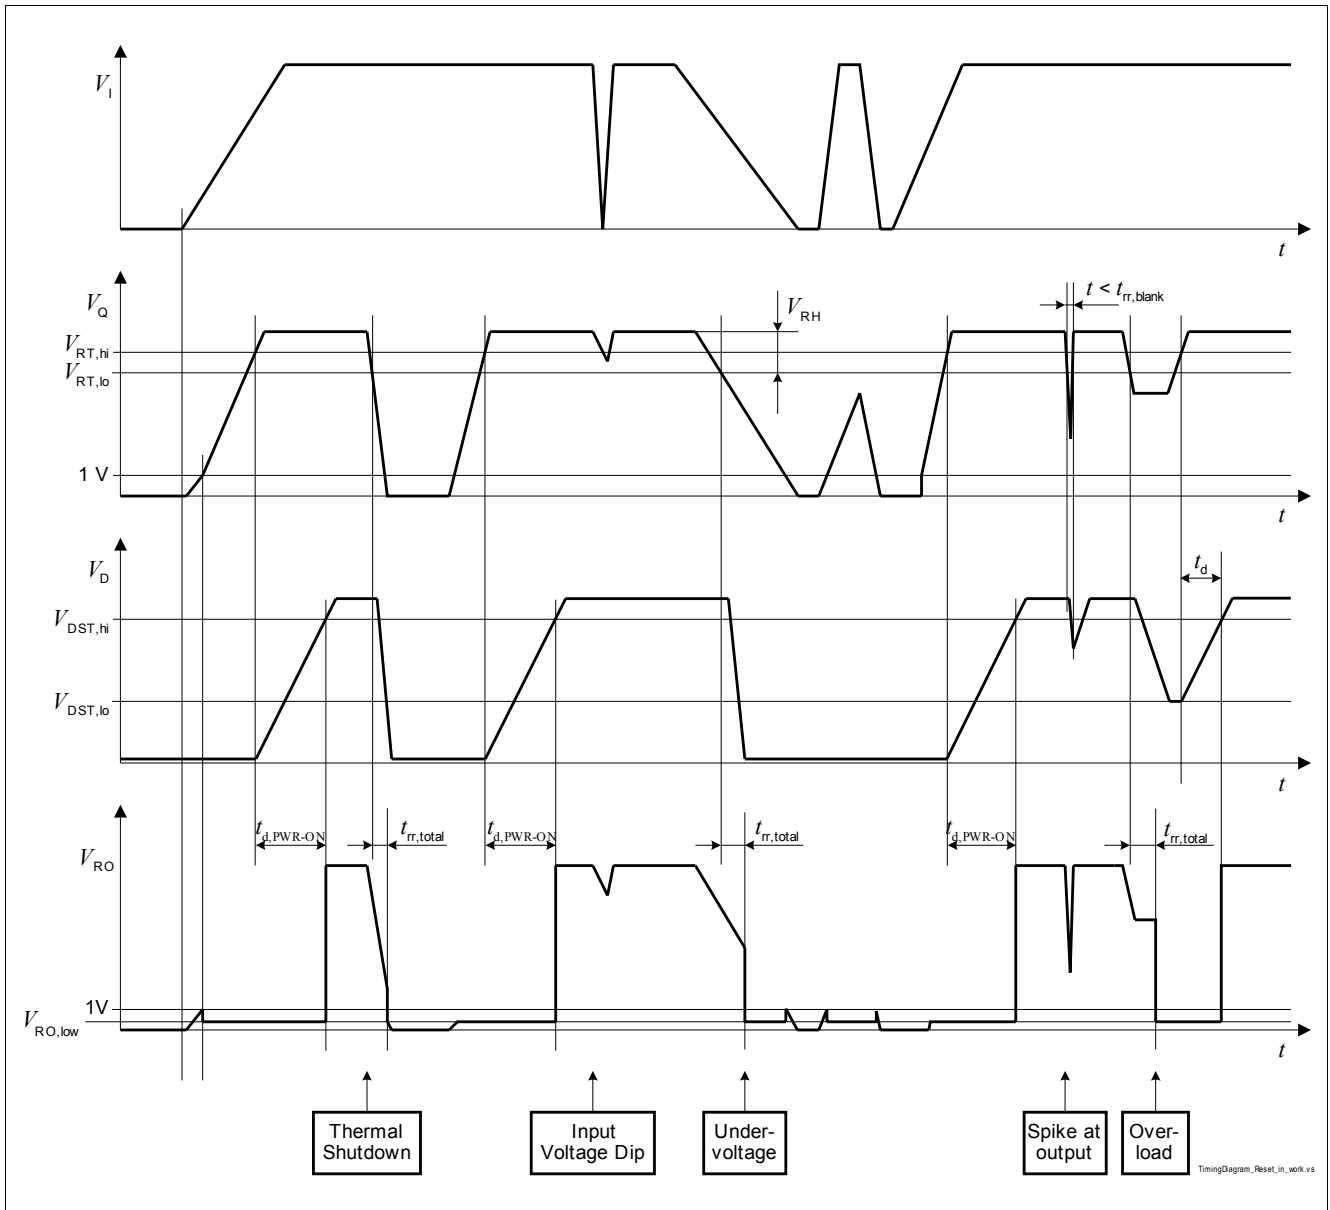 V_I
t
V_Q
V_RT,hi
V_RT,lo
1 V
V_RH
t < t_rr,blank
t
V_D
V_DST,hi
V_DST,lo
t_d
t
V_RO
1V
V_RO,low
t_d,PWR-ON
t_rr,total
t_d,PWR-ON
t_rr,total
t_d,PWR-ON
t_rr,total
t
Thermal
Shutdown
Input
Voltage Dip
Under-
voltage
Spike at
output
Over-
load
TimingDiagram_Reset_in_work.vs